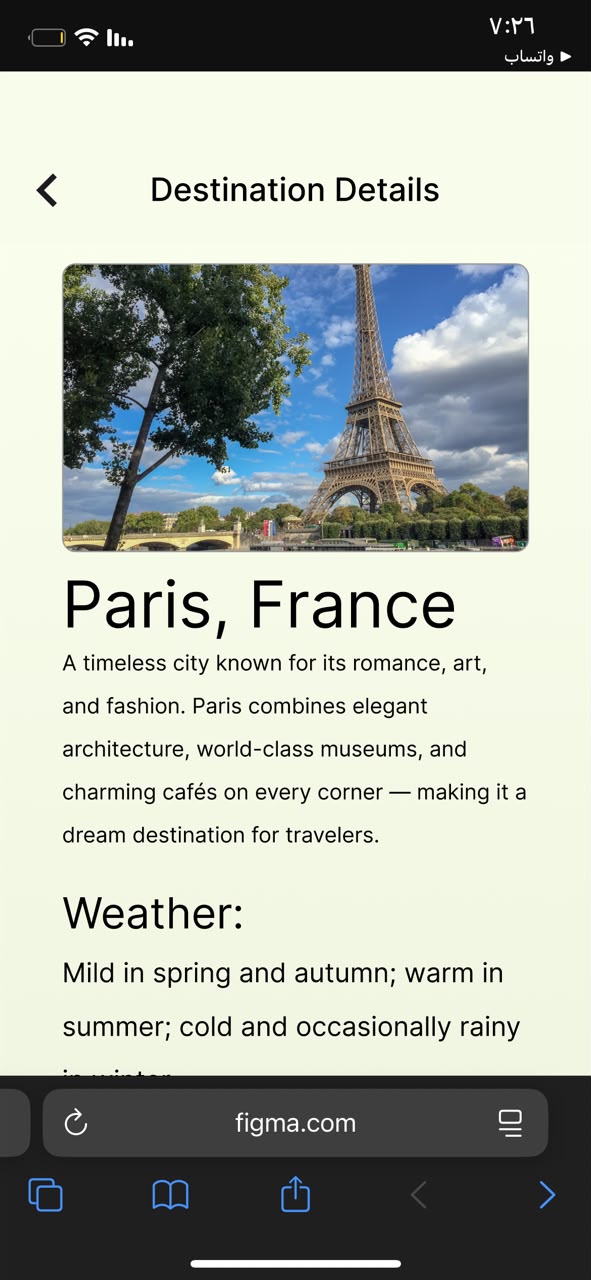 ٧:٢٦
واتساب ◀
Destination Details
Paris, France
A timeless city known for its romance, art,
and fashion. Paris combines elegant
architecture, world-class museums, and
charming cafés on every corner — making it a
dream destination for travelers.
Weather:
Mild in spring and autumn; warm in
summer; cold and occasionally rainy
in winter
figma.com